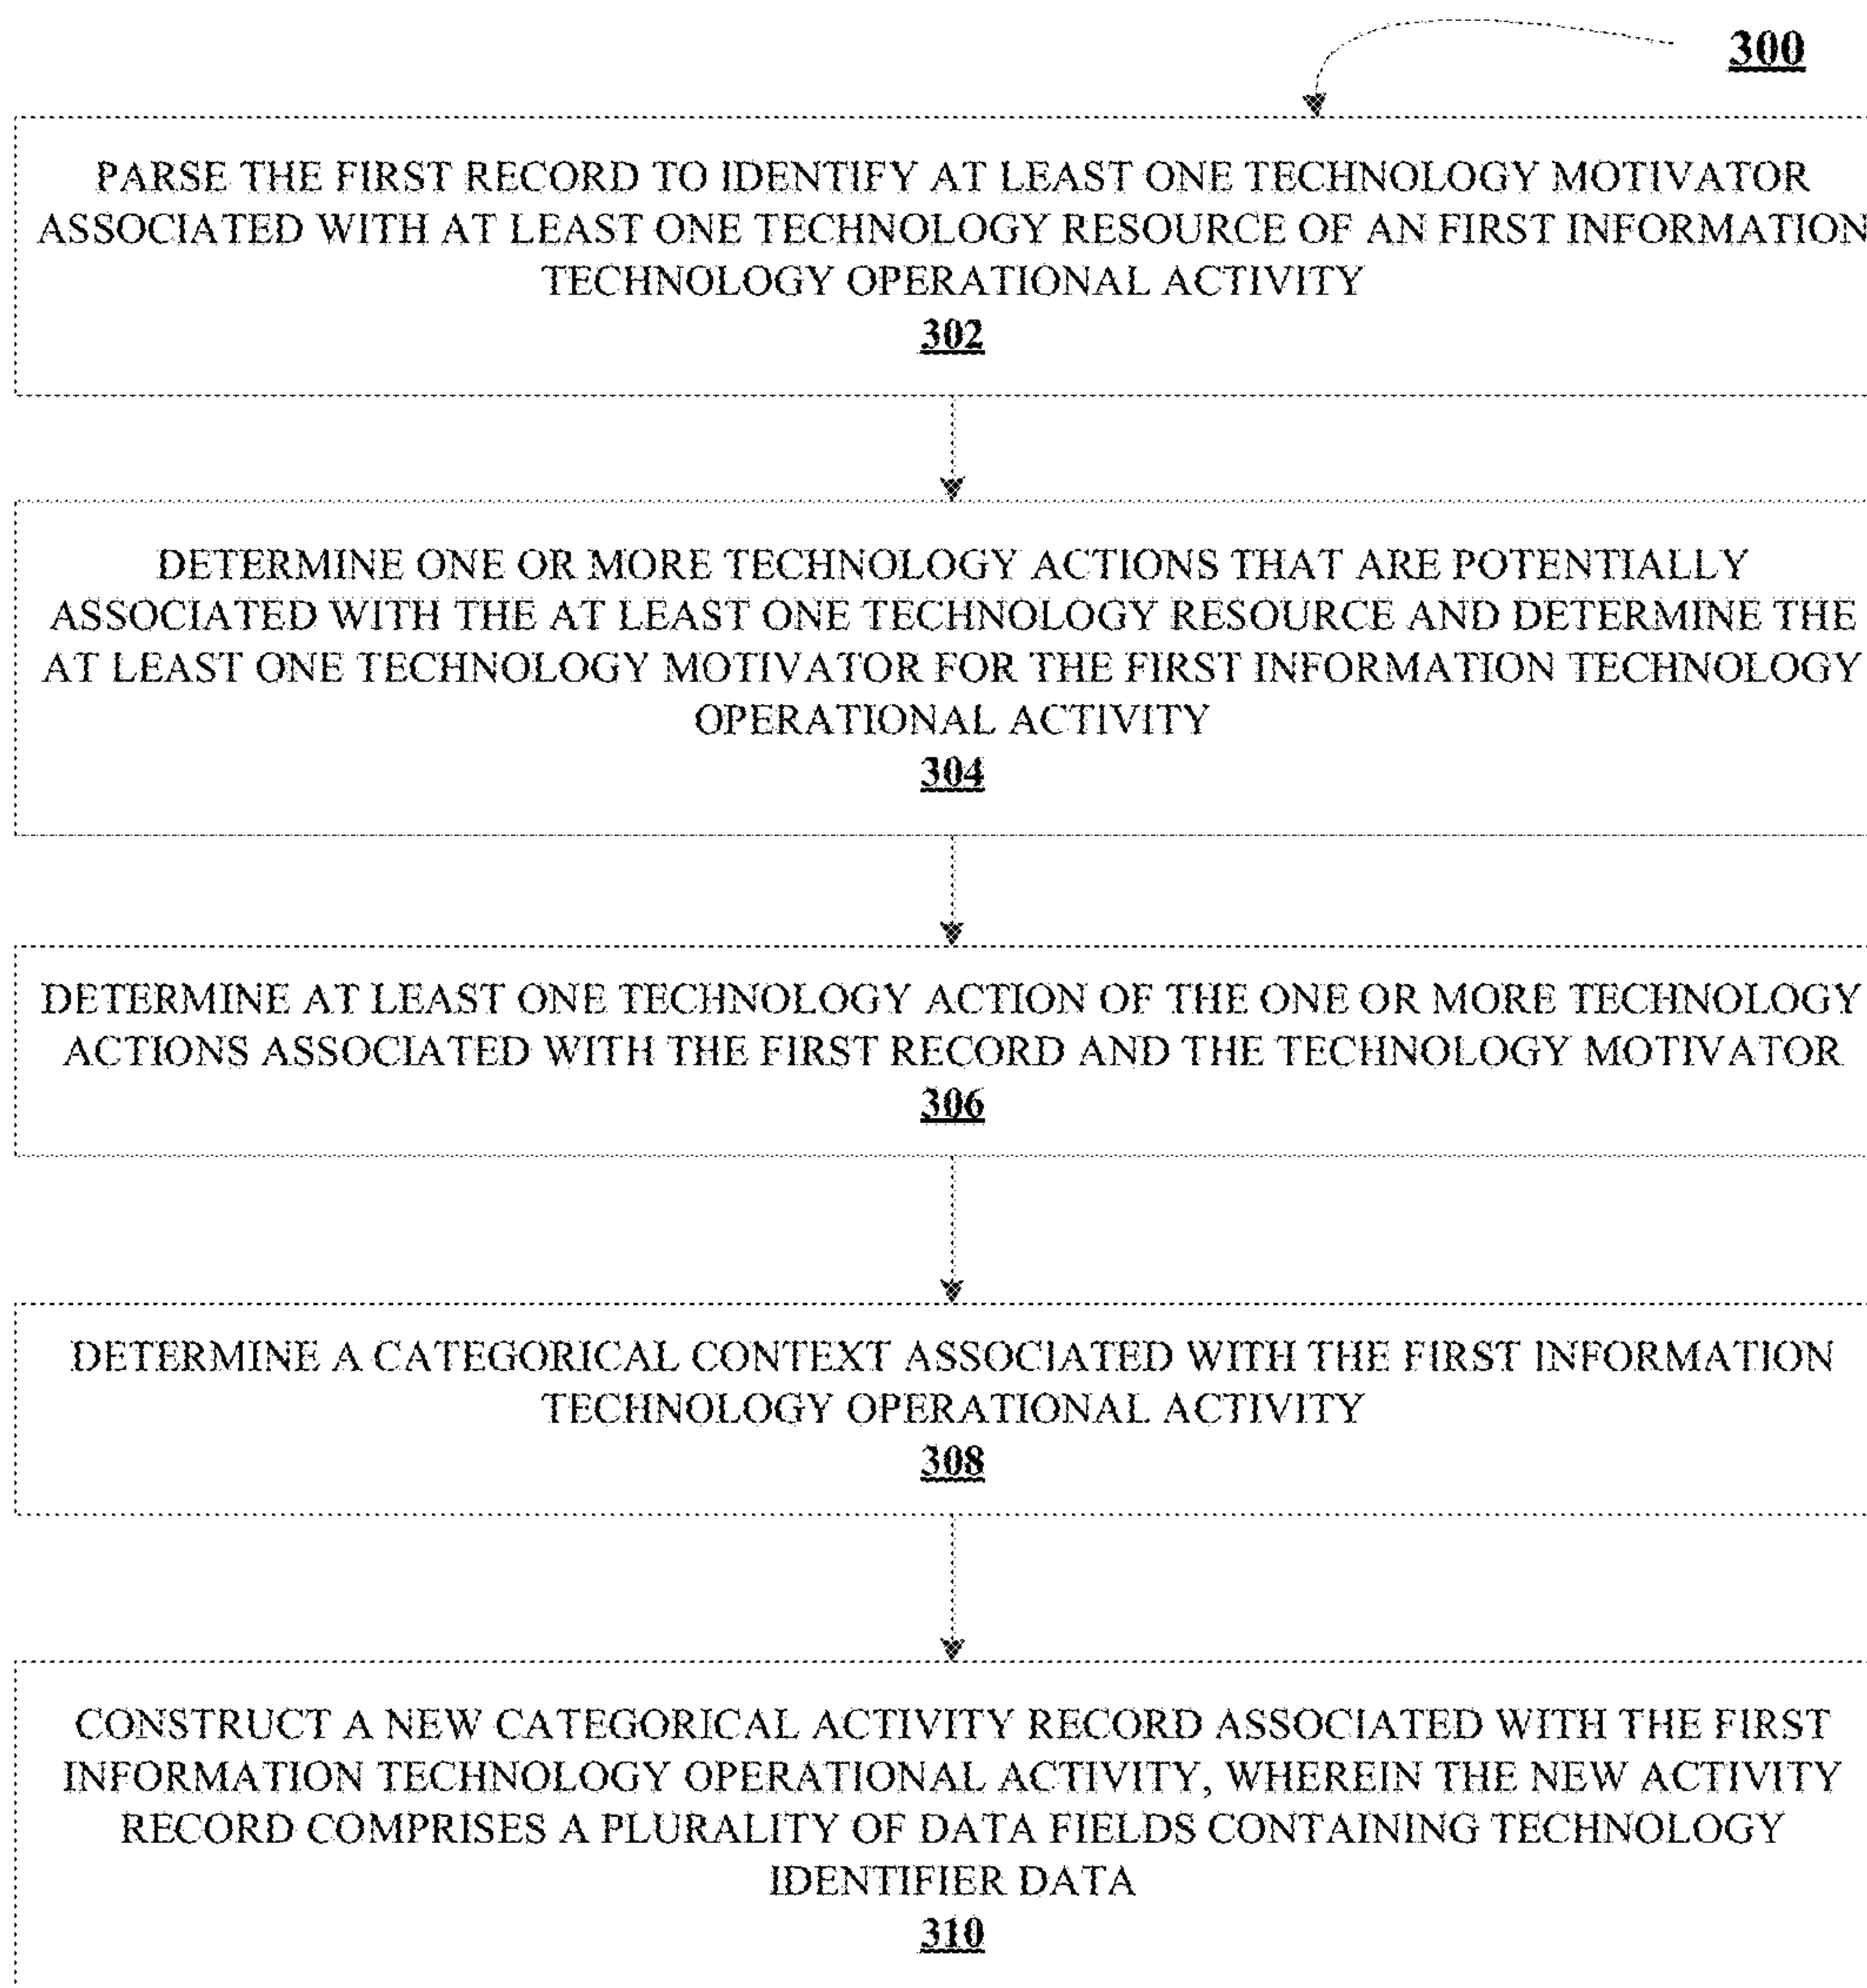 300
PARSE THE FIRST RECORD TO IDENTIFY AT LEAST ONE TECHNOLOGY MOTIVATOR
ASSOCIATED WITH AT LEAST ONE TECHNOLOGY RESOURCE OF AN FIRST INFORMATION
TECHNOLOGY OPERATIONAL ACTIVITY
302
DETERMINE ONE OR MORE TECHNOLOGY ACTIONS THAT ARE POTENTIALLY
ASSOCIATED WITH THE AT LEAST ONE TECHNOLOGY RESOURCE AND DETERMINE THE
AT LEAST ONE TECHNOLOGY MOTIVATOR FOR THE FIRST INFORMATION TECHNOLOGY
OPERATIONAL ACTIVITY
304
DETERMINE AT LEAST ONE TECHNOLOGY ACTION OF THE ONE OR MORE TECHNOLOGY
ACTIONS ASSOCIATED WITH THE FIRST RECORD AND THE TECHNOLOGY MOTIVATOR
306
DETERMINE A CATEGORICAL CONTEXT ASSOCIATED WITH THE FIRST INFORMATION
TECHNOLOGY OPERATIONAL ACTIVITY
308
CONSTRUCT A NEW CATEGORICAL ACTIVITY RECORD ASSOCIATED WITH THE FIRST
INFORMATION TECHNOLOGY OPERATIONAL ACTIVITY, WHEREIN THE NEW ACTIVITY
RECORD COMPRISES A PLURALITY OF DATA FIELDS CONTAINING TECHNOLOGY
IDENTIFIER DATA
310